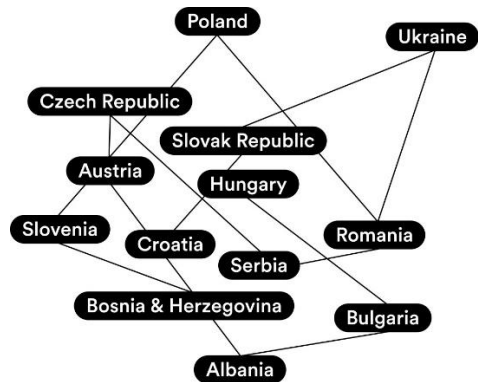 Poland
Ukraine
Czech Republic
Slovak Republic
Austria
Hungary
Slovenia
Croatia
Romania
Serbia
Bosnia & Herzegovina
Bulgaria
Albania